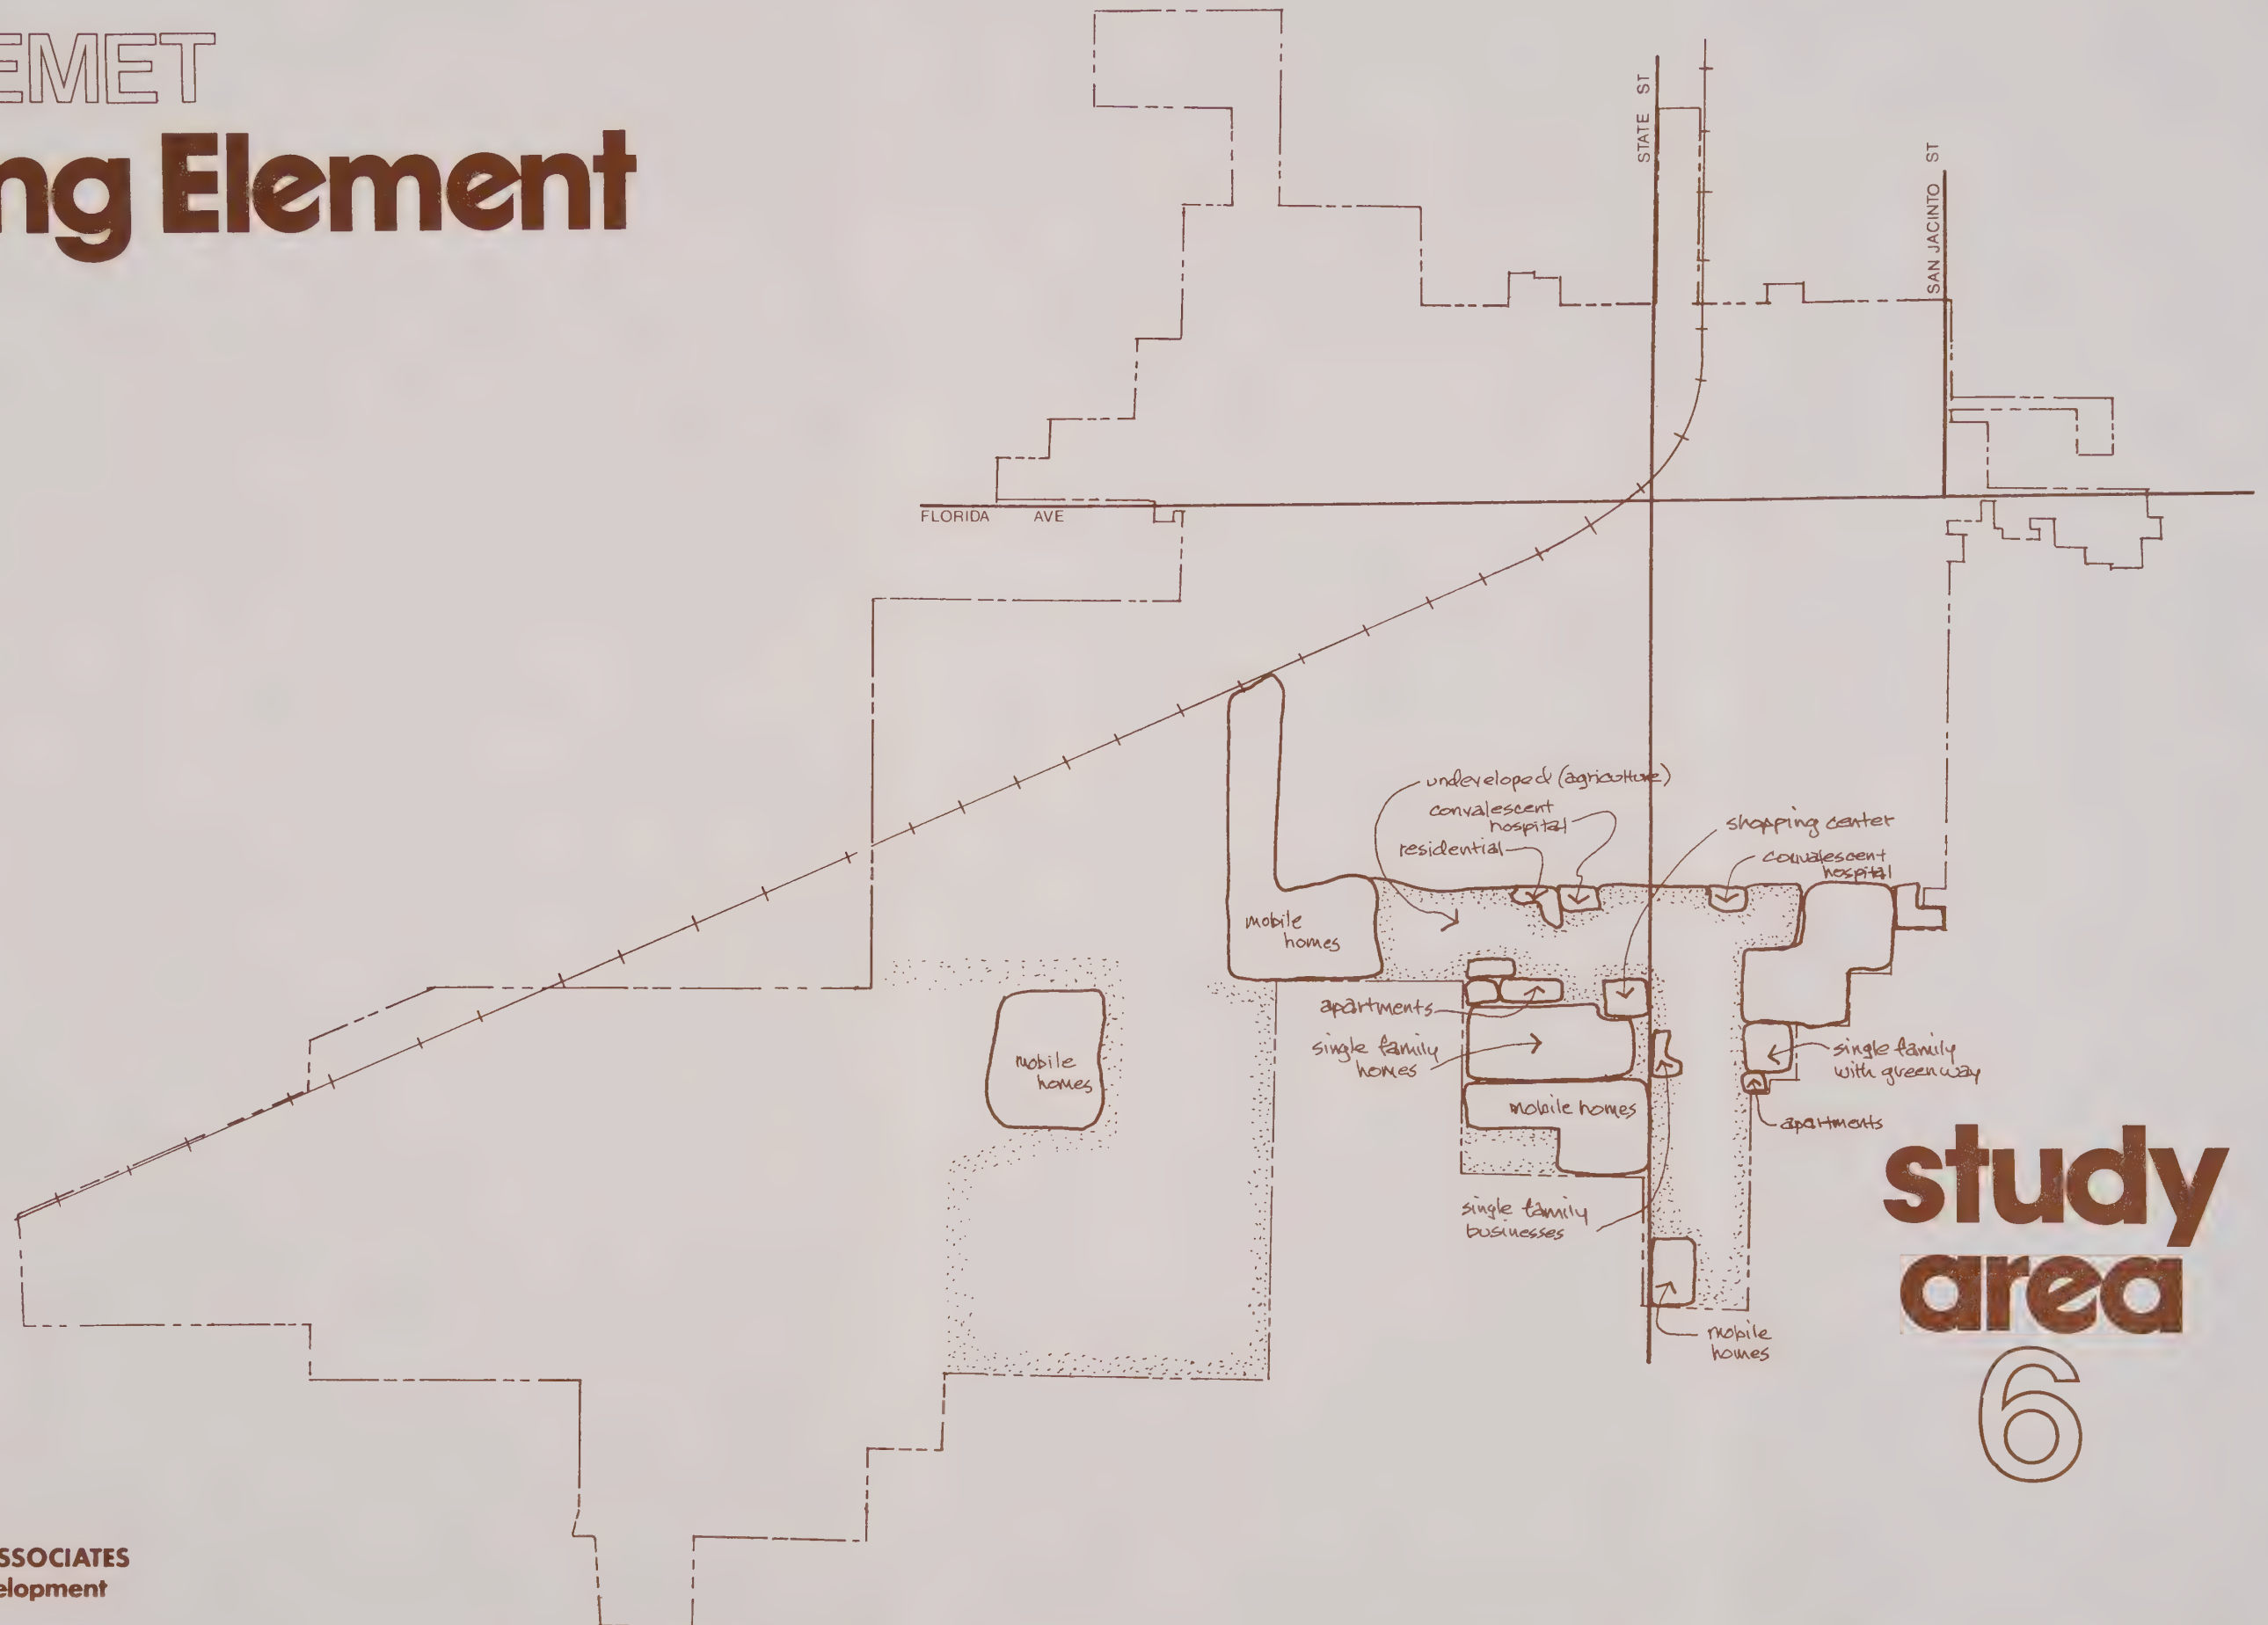 EMET
ng Element
STATE ST
SAN JACINTO ST
FLORIDA AVE
undeveloped (agriculture)
convalescent
hospital
residential
shopping center
convalescent
hospital
mobile
homes
mobile
homes
apartments
single family
homes
mobile homes
single family
with greenway
apartments
single family
businesses
mobile
homes
study
area
6
SSOCIATES
elopment